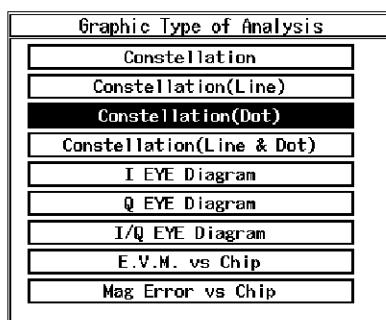 Graphic Type of Analysis
Constellation
Constellation(Line)
Constellation(Dot)
Constellation(Line & Dot)
I EYE Diagram
Q EYE Diagram
I/Q EYE Diagram
E.V.M. vs Chip
Mag Error vs Chip